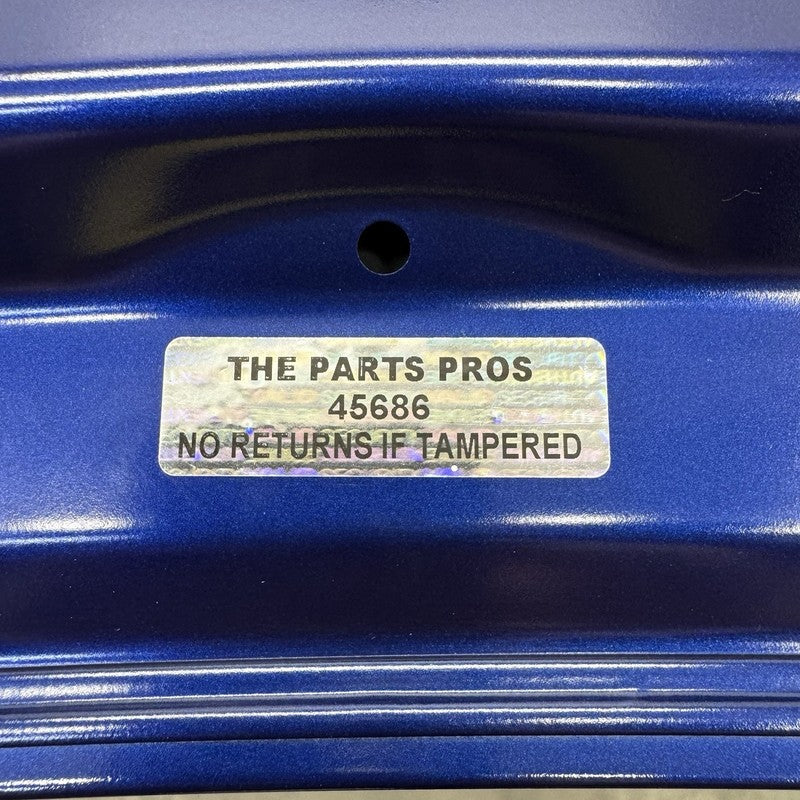 THE PARTS PROS
45686
NO RETURNS IF TAMPERED